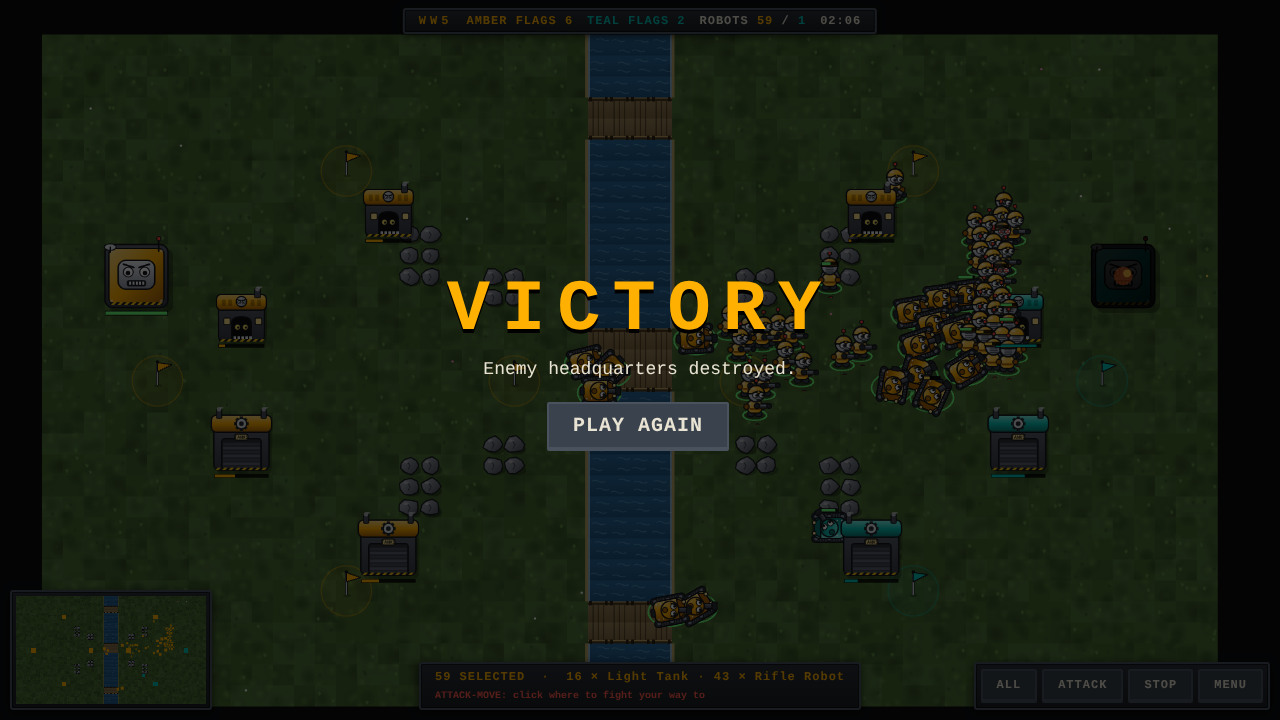 WW5 AMBER FLAGS 6 TEAL FLAGS 2 ROBOTS 59 / 1 02:06
VICTORY
Enemy headquarters destroyed.
PLAY AGAIN
59 SELECTED · 16 × Light Tank · 43 × Rifle Robot
ATTACK-MOVE: click where to fight your way to
ALL ATTACK STOP MENU